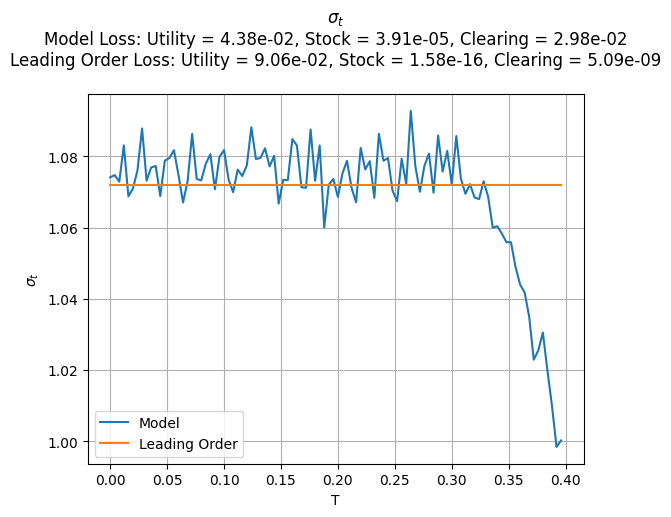 σ_t
Model Loss: Utility = 4.38e-02, Stock = 3.91e-05, Clearing = 2.98e-02
Leading Order Loss: Utility = 9.06e-02, Stock = 1.58e-16, Clearing = 5.09e-09
σ_t
1.08
1.06
1.04
1.02
1.00
Model
Leading Order
0.00 0.05 0.10 0.15 0.20 0.25 0.30 0.35 0.40
T